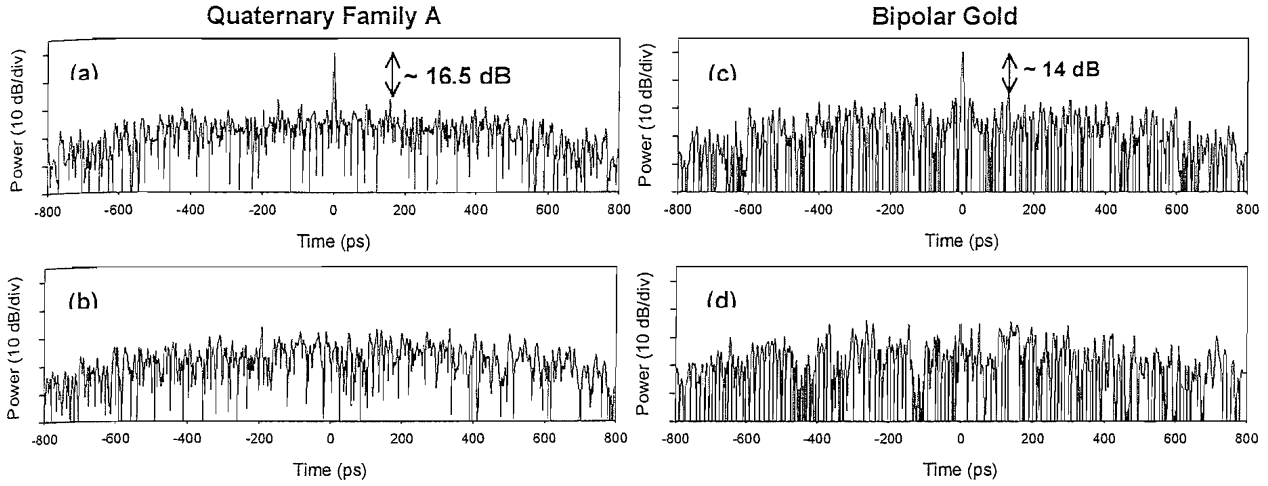 Quaternary Family A
Bipolar Gold
Power (10 dB/div)
(a)
~ 16.5 dB
-800 -600 -400 -200 0 200 400 600 800
Time (ps)
Power (10 dB/div)
(c)
~ 14 dB
-800 -600 -400 -200 0 200 400 600 800
Time (ps)
Power (10 dB/div)
(b)
-800 -600 -400 -200 0 200 400 600 800
Time (ps)
Power (10 dB/div)
(d)
-800 -600 -400 -200 0 200 400 600 800
Time (ps)